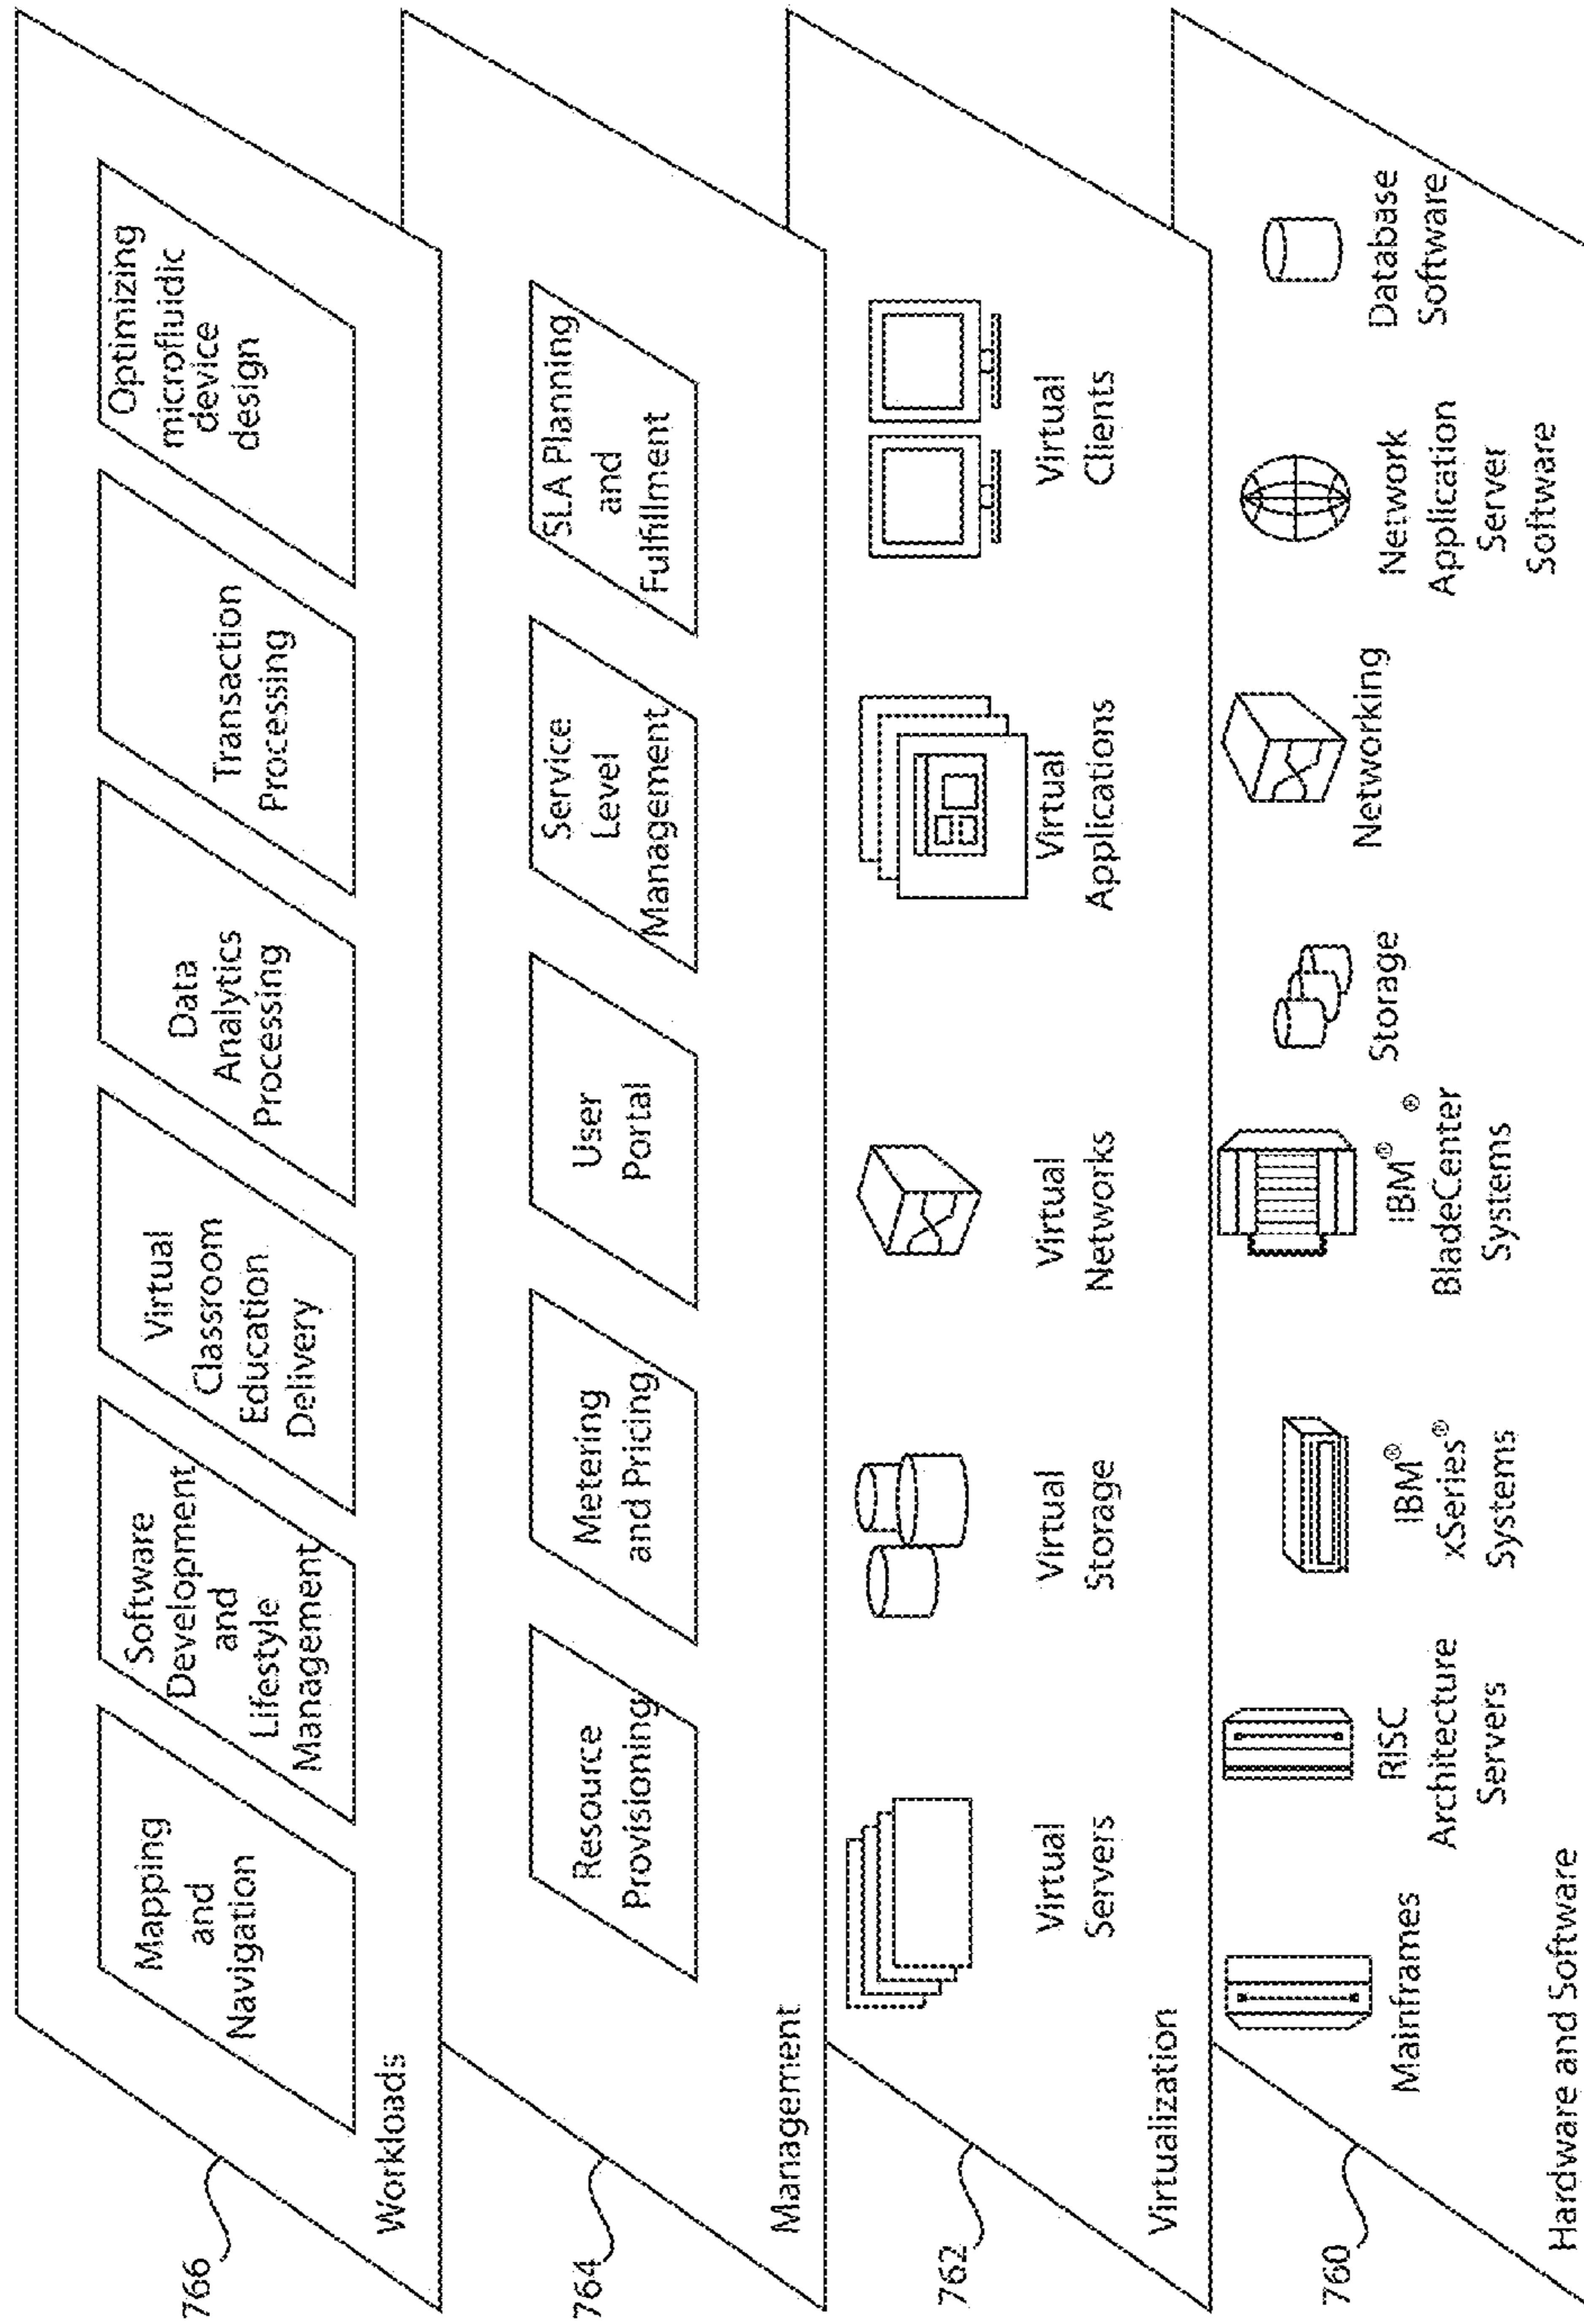 766
Mapping
and
Navigation
Software
Development
and
Lifestyle
Management
Virtual
Classroom
Education
Delivery
Data
Analytics
Processing
Transaction
Processing
Optimizing
microfluidic
device
design
Workloads
764
Resource
Provisioning
Metering
and Pricing
User
Portal
Service
Level
Management
SLA Planning
and
Fulfillment
Management
762
Virtual
Servers
Virtual
Storage
Virtual
Networks
Virtual
Applications
Virtual
Clients
Virtualization
760
Mainframes
RISC
Architecture
Servers
IBM®
xSeries®
Systems
IBM® ®
BladeCenter
Systems
Storage
Networking
Network
Application
Server
Software
Database
Software
Hardware and Software